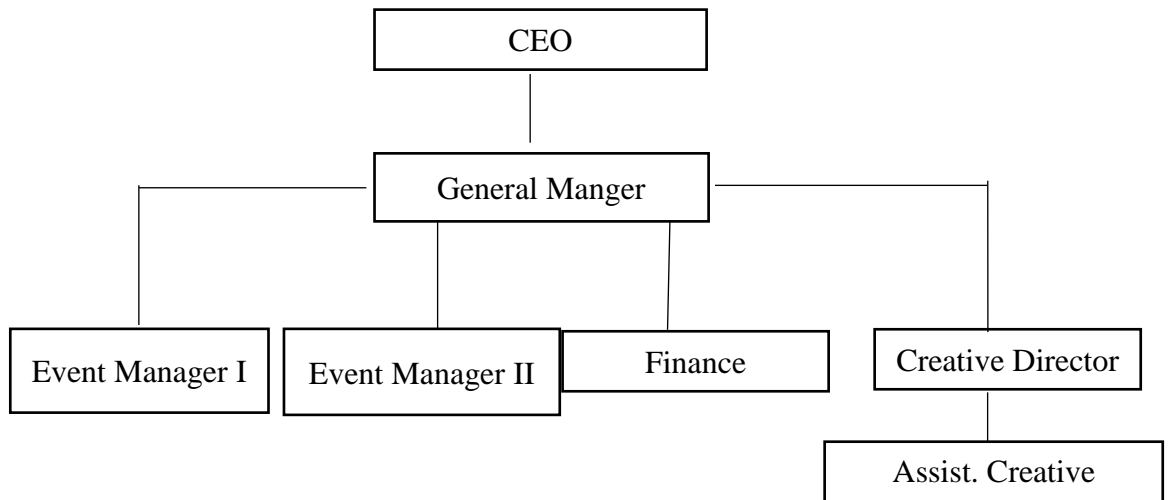 CEO
General Manger
Event Manager I
Event Manager II
Finance
Creative Director
Assist. Creative